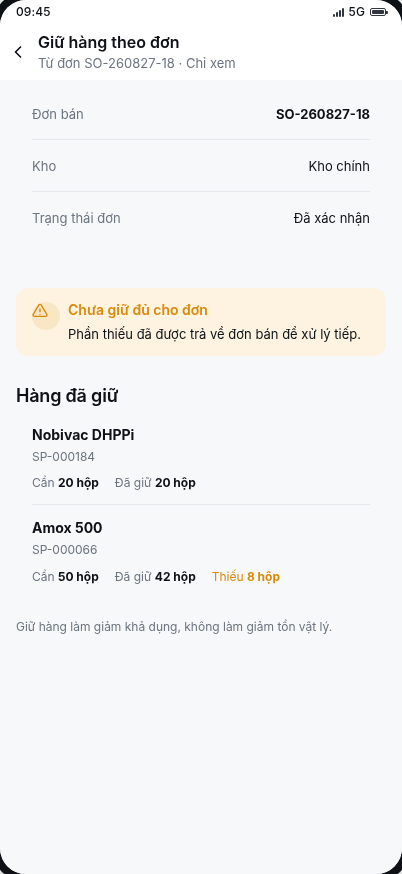 09:45
5G
Giữ hàng theo đơn
Từ đơn SO-260827-18 · Chỉ xem
Đơn bán SO-260827-18
Kho Kho chính
Trạng thái đơn Đã xác nhận
Chưa giữ đủ cho đơn
Phần thiếu đã được trả về đơn bán để xử lý tiếp.
Hàng đã giữ
Nobivac DHPPi
SP-000184
Cần 20 hộp Đã giữ 20 hộp
Amox 500
SP-000066
Cần 50 hộp Đã giữ 42 hộp Thiếu 8 hộp
Giữ hàng làm giảm khả dụng, không làm giảm tồn vật lý.